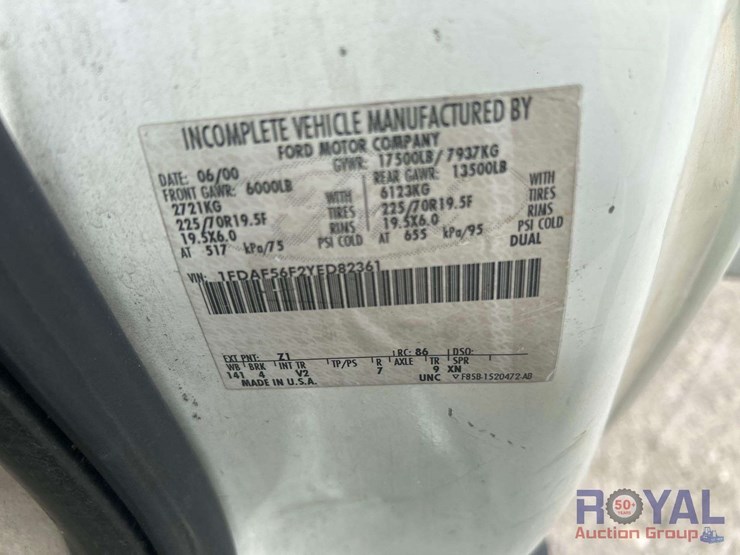 INCOMPLETE VEHICLE MANUFACTURED BY
FORD MOTOR COMPANY
DATE: 06/00 GVWR: 17500LB/ 7937KG
FRONT GAWR: 6000LB REAR GAWR: 13500LB
2721KG WITH 6123KG WITH
225/70R19.5F TIRES 225/70R19.5F TIRES
19.5X6.0 RIMS 19.5X6.0 RIMS
AT 517 kPa/75 PSI COLD AT 655 kPa/95 PSI COLD
DUAL
VIN: 1FDAF56F2YED82361
EXT PNT: Z1 RC: 86 DSO:
WB BRK INT TR TP/PS R AXLE TR SPR
141 4 V2 7 9 XN
MADE IN U.S.A. UNC F85B-1520472-AB
ROYAL
50+
YEARS
Auction Group